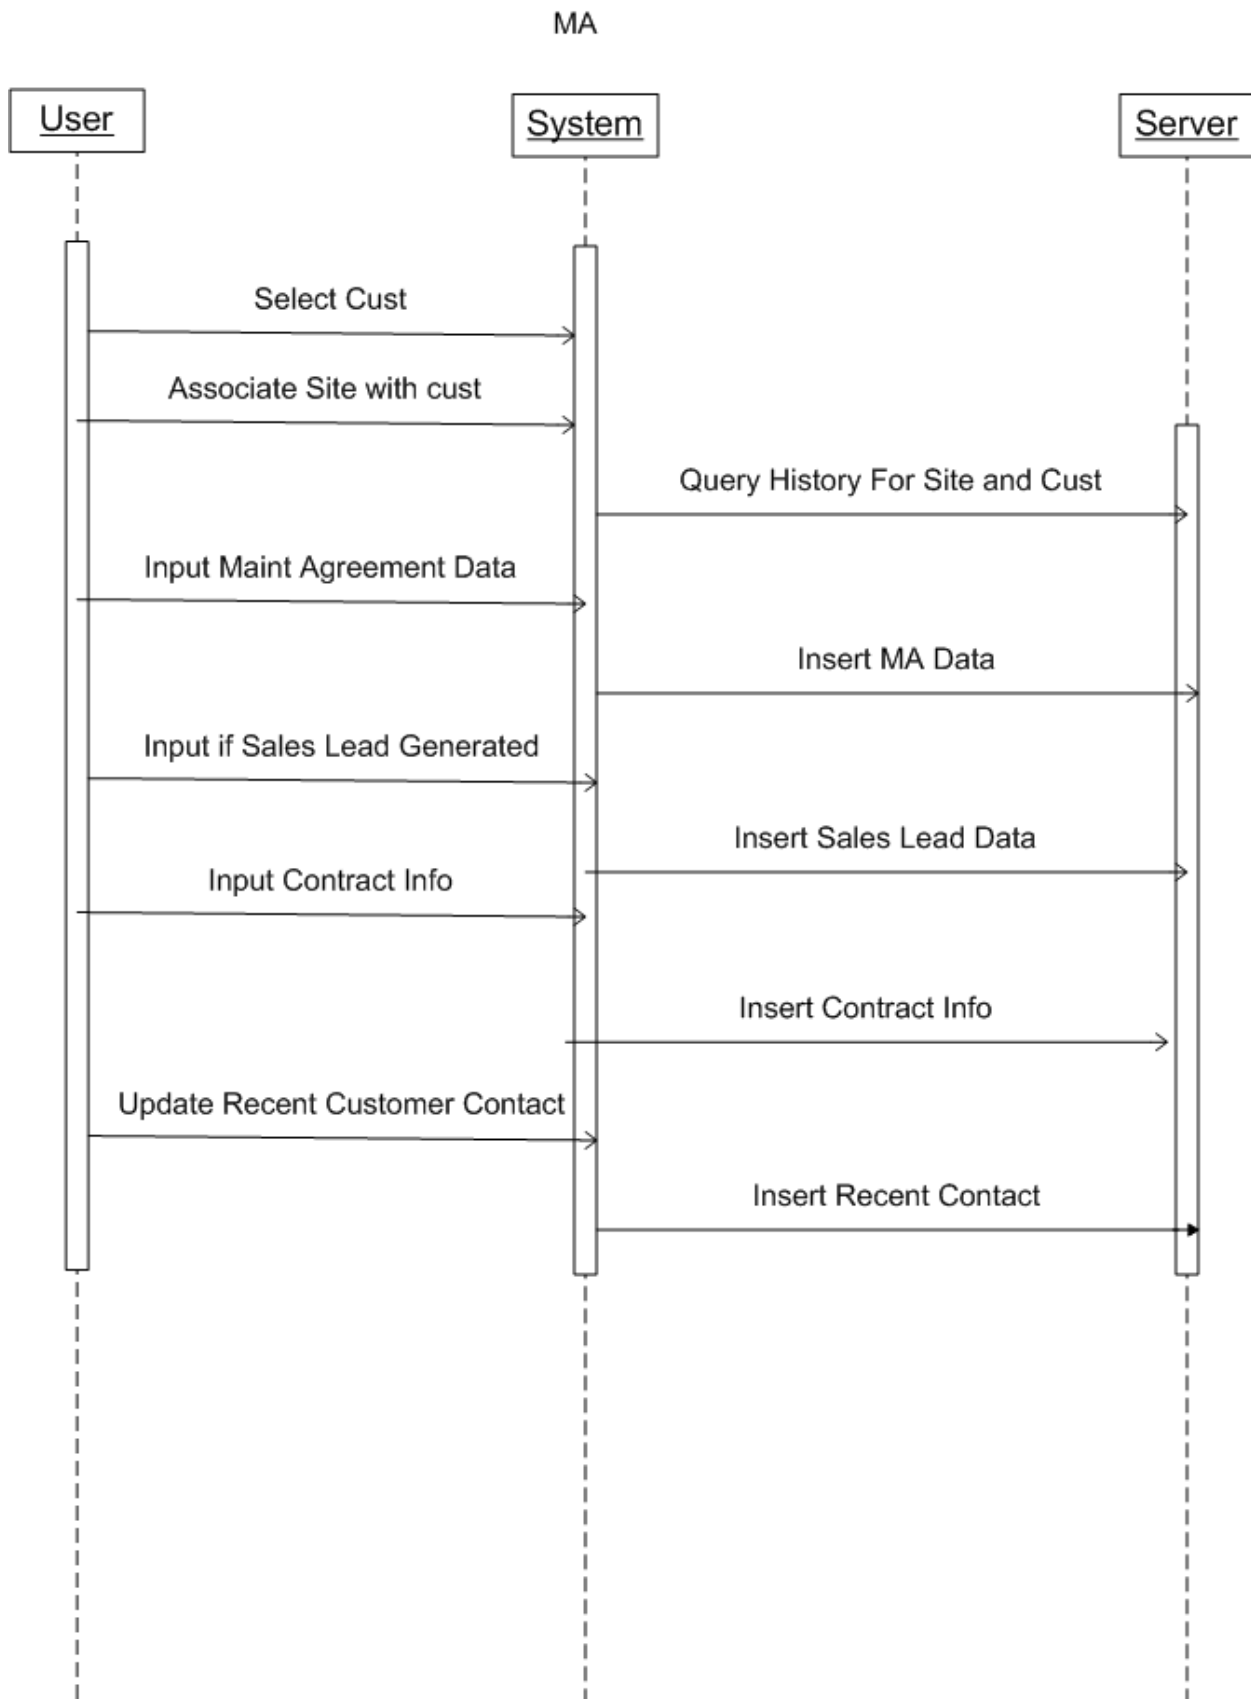 MA
User
System
Server
Select Cust
Associate Site with cust
Query History For Site and Cust
Input Maint Agreement Data
Insert MA Data
Input if Sales Lead Generated
Insert Sales Lead Data
Input Contract Info
Insert Contract Info
Update Recent Customer Contact
Insert Recent Contact